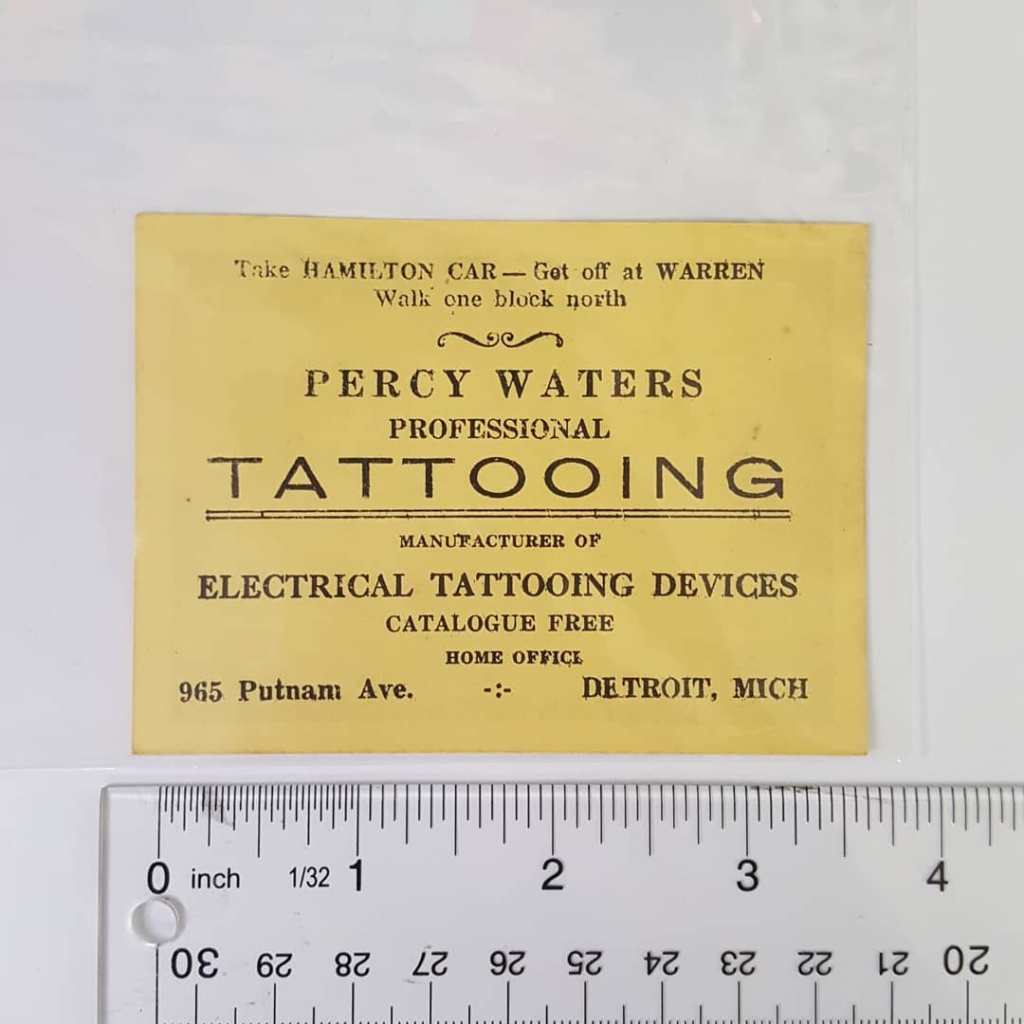 Take HAMILTON CAR — Get off at WARREN
Walk one block north
PERCY WATERS
PROFESSIONAL
TATTOOING
MANUFACTURER OF
ELECTRICAL TATTOOING DEVICES
CATALOGUE FREE
HOME OFFICE
965 Putnam Ave. -:- DETROIT, MICH
0 inch 1/32 1 2 3 4
30 29 28 27 26 25 24 23 22 21 20